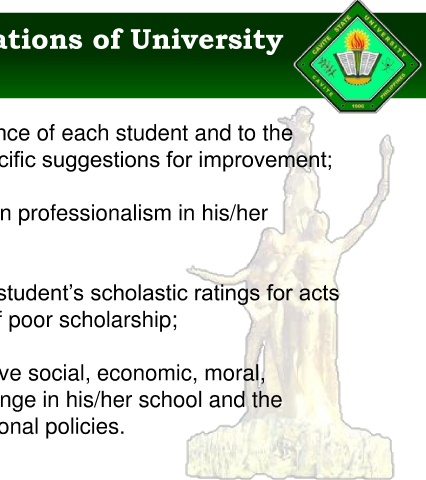 ations of University
CAVITE STATE UNIVERSITY
CAVITE PHILIPPINES
1906
nce of each student and to the
cific suggestions for improvement;
n professionalism in his/her
student's scholastic ratings for acts
f poor scholarship;
ve social, economic, moral,
nge in his/her school and the
onal policies.